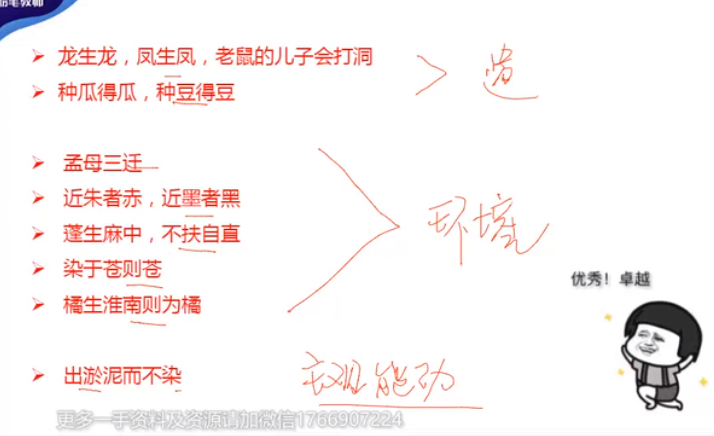 粉笔教师
龙生龙，凤生凤，老鼠的儿子会打洞
种瓜得瓜，种豆得豆
遗
孟母三迁
近朱者赤，近墨者黑
蓬生麻中，不扶自直
染于苍则苍
橘生淮南则为橘
环境
优秀！卓越
出淤泥而不染
主观能动
更多一手资料及资源请加微信1766907224